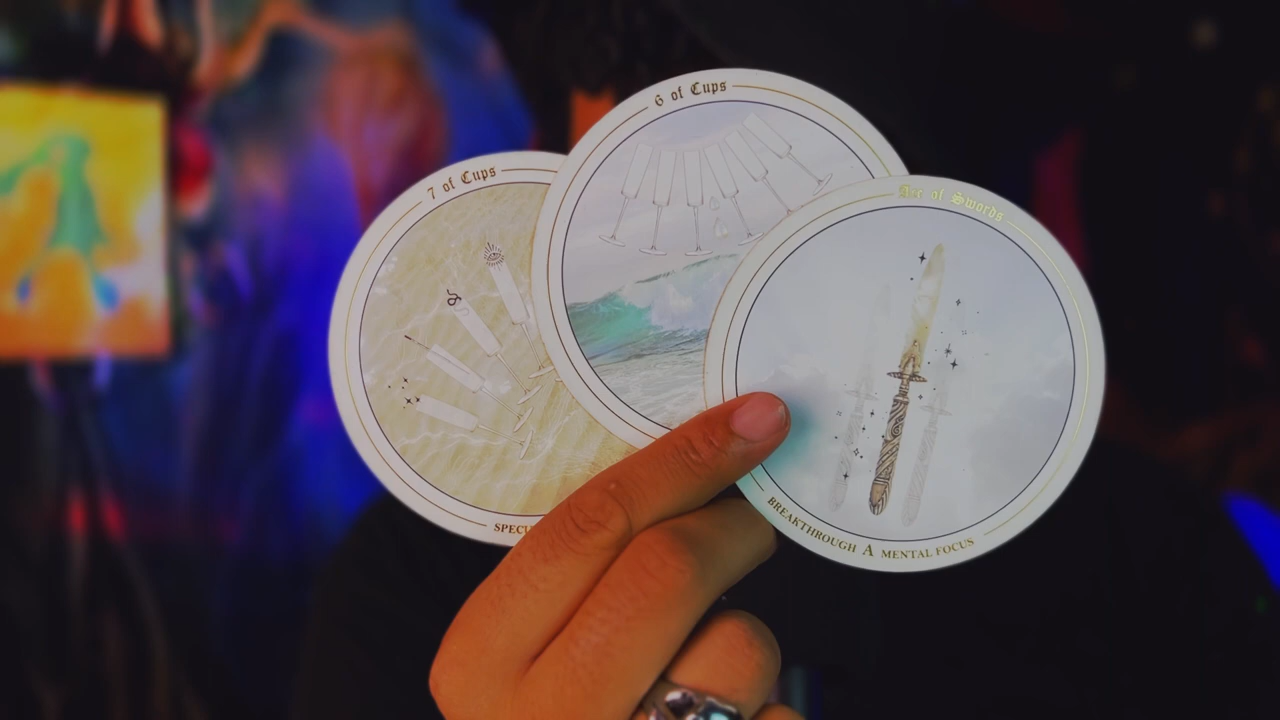 7 of Cups
6 of Cups
Ace of Swords
BREAKTHROUGH A MENTAL FOCUS